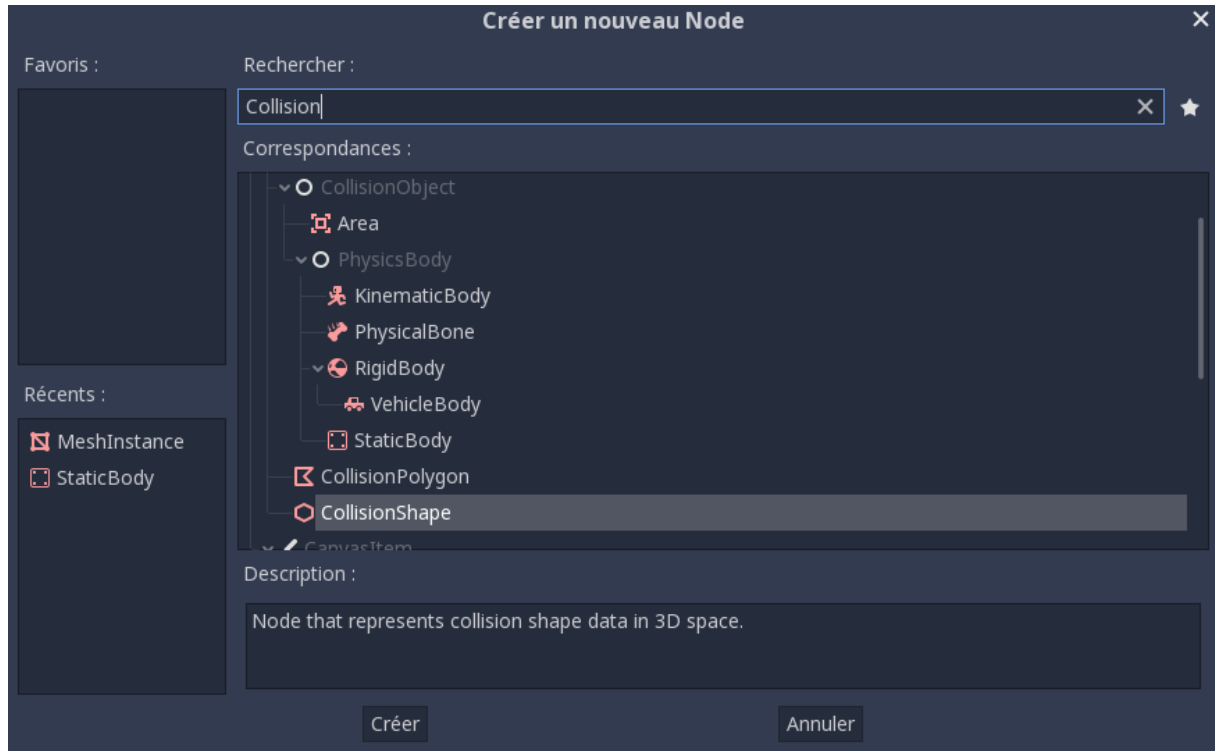 Créer un nouveau Node
Favoris :
Rechercher :
Collision
Correspondances :
CollisionObject
Area
PhysicsBody
KinematicBody
PhysicalBone
RigidBody
VehicleBody
StaticBody
CollisionPolygon
CollisionShape
CanvasItem
Récents :
MeshInstance
StaticBody
Description :
Node that represents collision shape data in 3D space.
Créer
Annuler